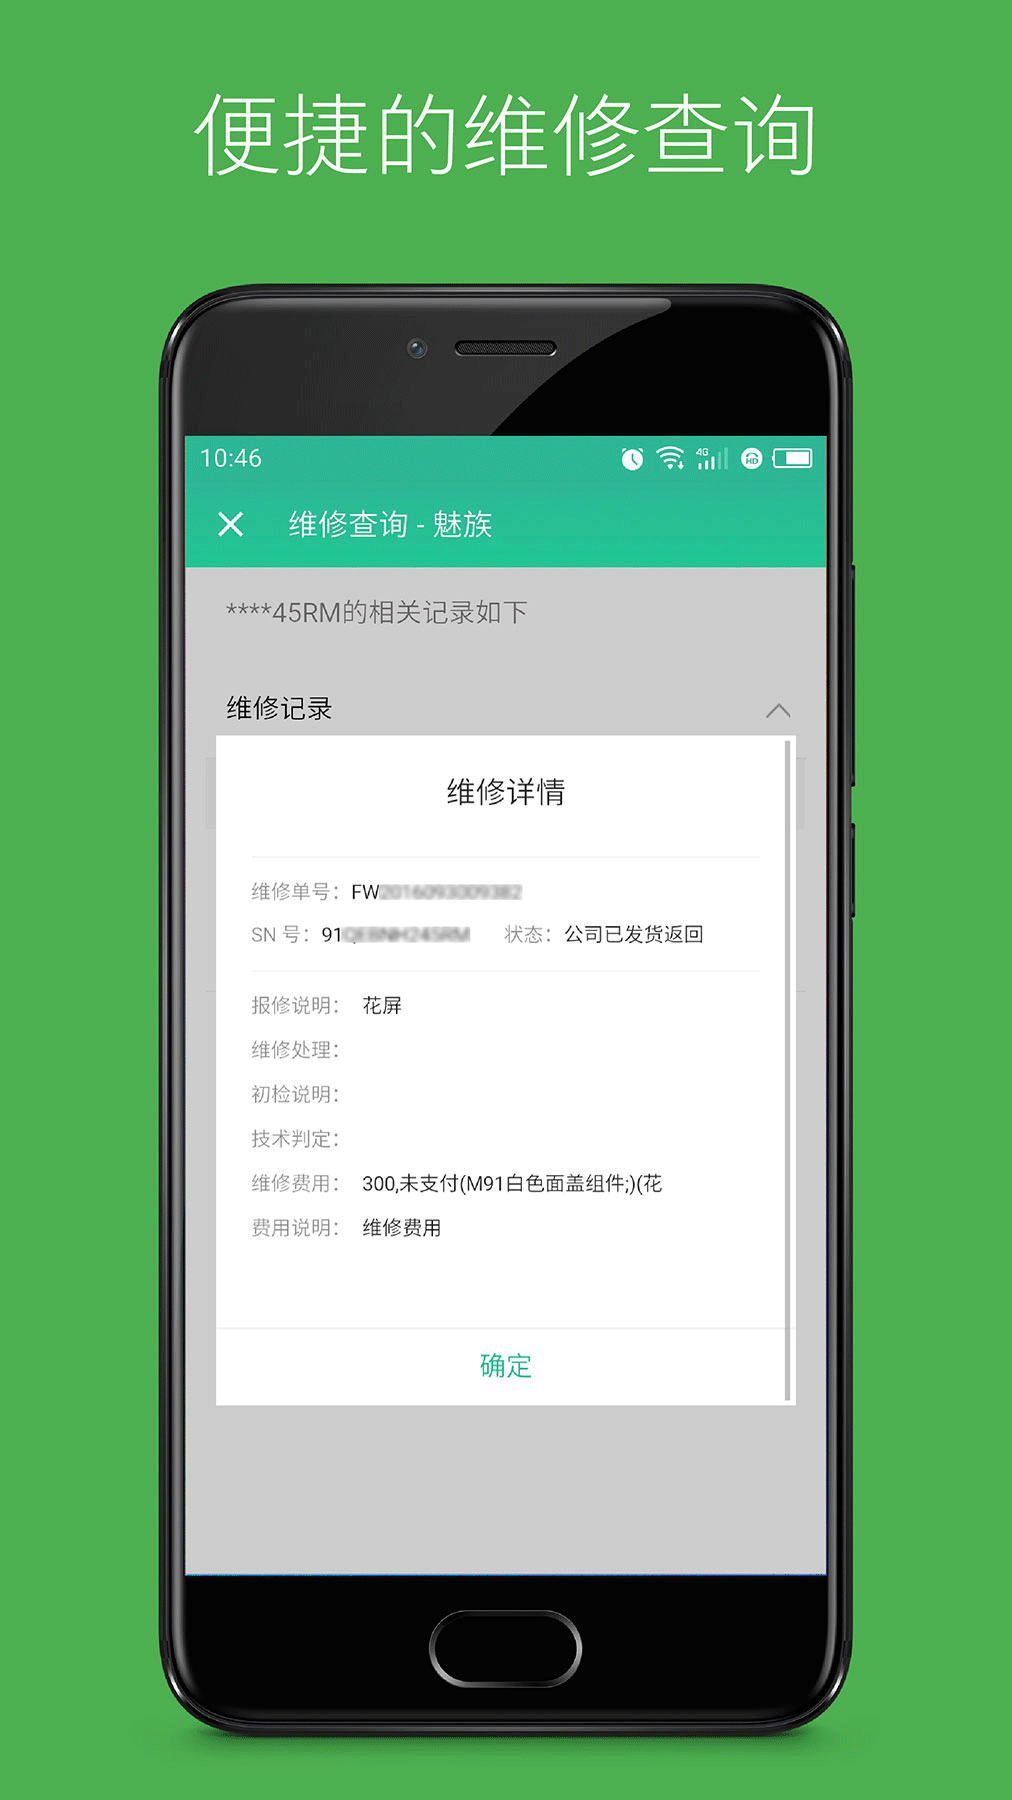 便捷的维修查询
10:46
4G
HD
维修查询 - 魅族
****45RM的相关记录如下
维修记录
维修详情
维修单号: FW
SN 号: 91 状态: 公司已发货返回
报修说明: 花屏
维修处理:
初检说明:
技术判定:
维修费用: 300,未支付(M91白色面盖组件;)(花
费用说明: 维修费用
确定